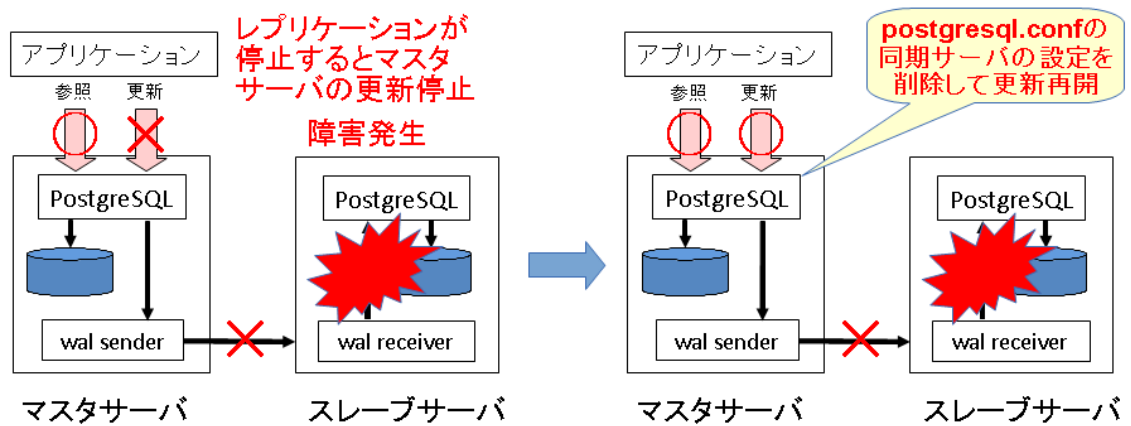 アプリケーション
レプリケーションが
停止するとマスタ
サーバの更新停止
参照 更新
障害発生
PostgreSQL
PostgreSQL
wal sender
wal receiver
マスタサーバ
スレーブサーバ
アプリケーション
postgresql.confの
同期サーバの設定を
削除して更新再開
参照 更新
PostgreSQL
PostgreSQL
wal sender
wal receiver
マスタサーバ
スレーブサーバ